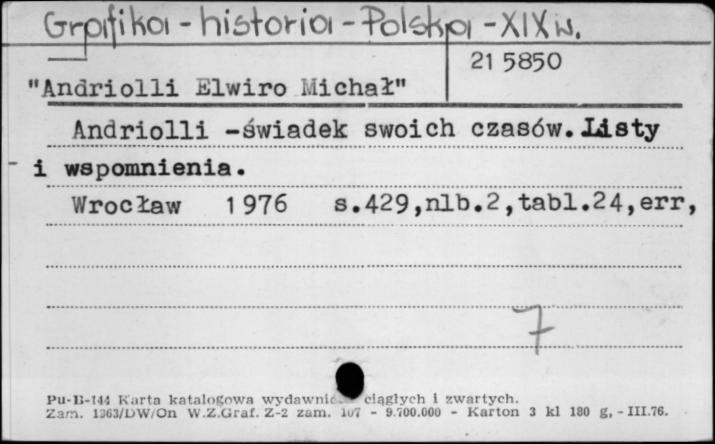 Grafika - historia - Polska - XIX w.
21 5850
"Andriolli Elwiro Michał"
Andriolli -świadek swoich czasów. Listy
- i wspomnienia.
Wrocław 1976 s.429,nlb.2,tabl.24,err,
7
Pu-B-144 Karta katalogowa wydawnic ciągłych i zwartych.
Zam. 1363/DW/On W.Z.Graf. Z-2 zam. 107 - 9.700.000 - Karton 3 kl 180 g, - III.76.